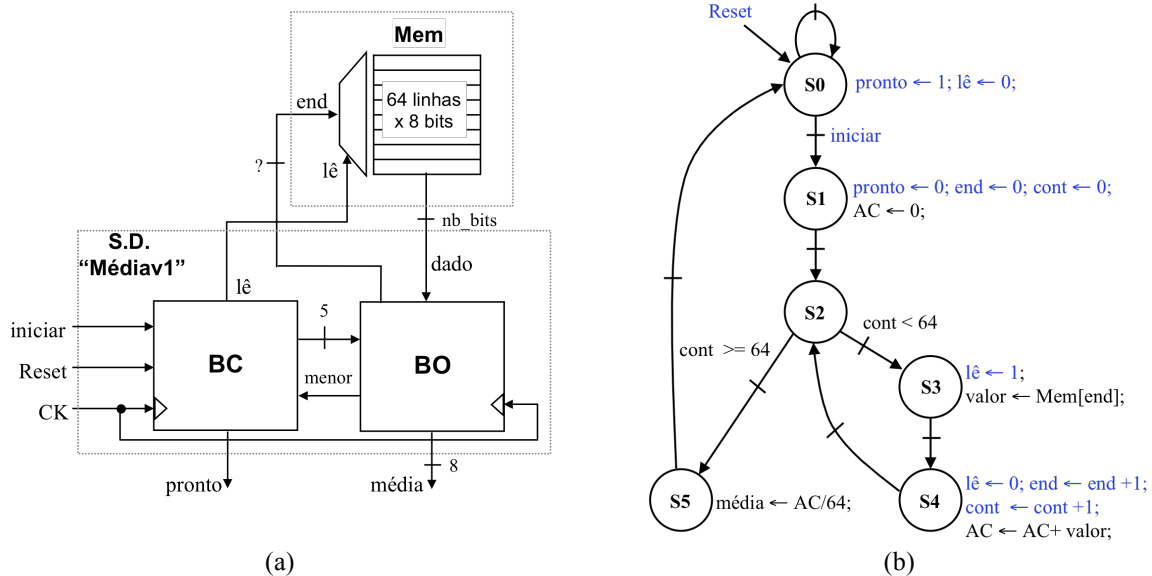 Mem
64 linhas
x 8 bits
end
?
lê
nb_bits
dado
S.D.
“Médiav1”
lê
iniciar
Reset
CK
BC
5
menor
BO
pronto
média
8
(a)
Reset
S0
pronto ← 1; lê ← 0;
iniciar
S1
pronto ← 0; end ← 0; cont ← 0;
AC ← 0;
S2
cont < 64
cont >= 64
S3
lê ← 1;
valor ← Mem[end];
S4
lê ← 0; end ← end +1;
cont ← cont +1;
AC ← AC+ valor;
S5
média ← AC/64;
(b)